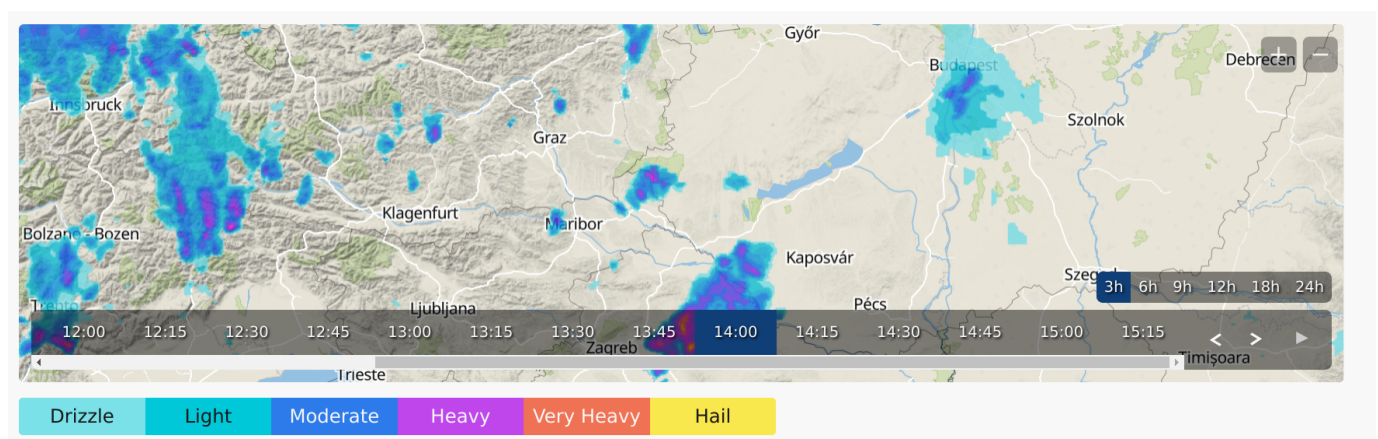 Győr
Budapest
Debrecen
+ −
Innsbruck
Szolnok
Graz
Klagenfurt
Maribor
Bolzano - Bozen
Kaposvár
Szeged
3h 6h 9h 12h 18h 24h
Trento
Ljubljana
Pécs
12:00 12:15 12:30 12:45 13:00 13:15 13:30 13:45 14:00 14:15 14:30 14:45 15:00 15:15 < >
Zagreb
Timișoara
Trieste
Drizzle Light Moderate Heavy Very Heavy Hail